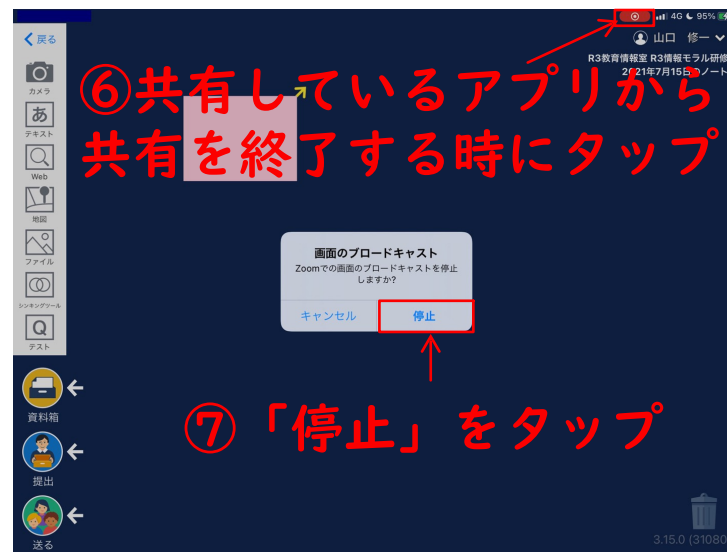 4G 95%
戻る
山口 修一
R3教育情報室 R3情報モラル研修
2021年7月15日のノート
カメラ
⑥共有しているアプリから
共有を終了する時にタップ
あ
テキスト
Web
地図
ファイル
シンキングツール
Q
テスト
画面のブロードキャスト
Zoomでの画面のブロードキャストを停止
しますか?
キャンセル 停止
⑦「停止」をタップ
資料箱
提出
送る
3.15.0 (31080